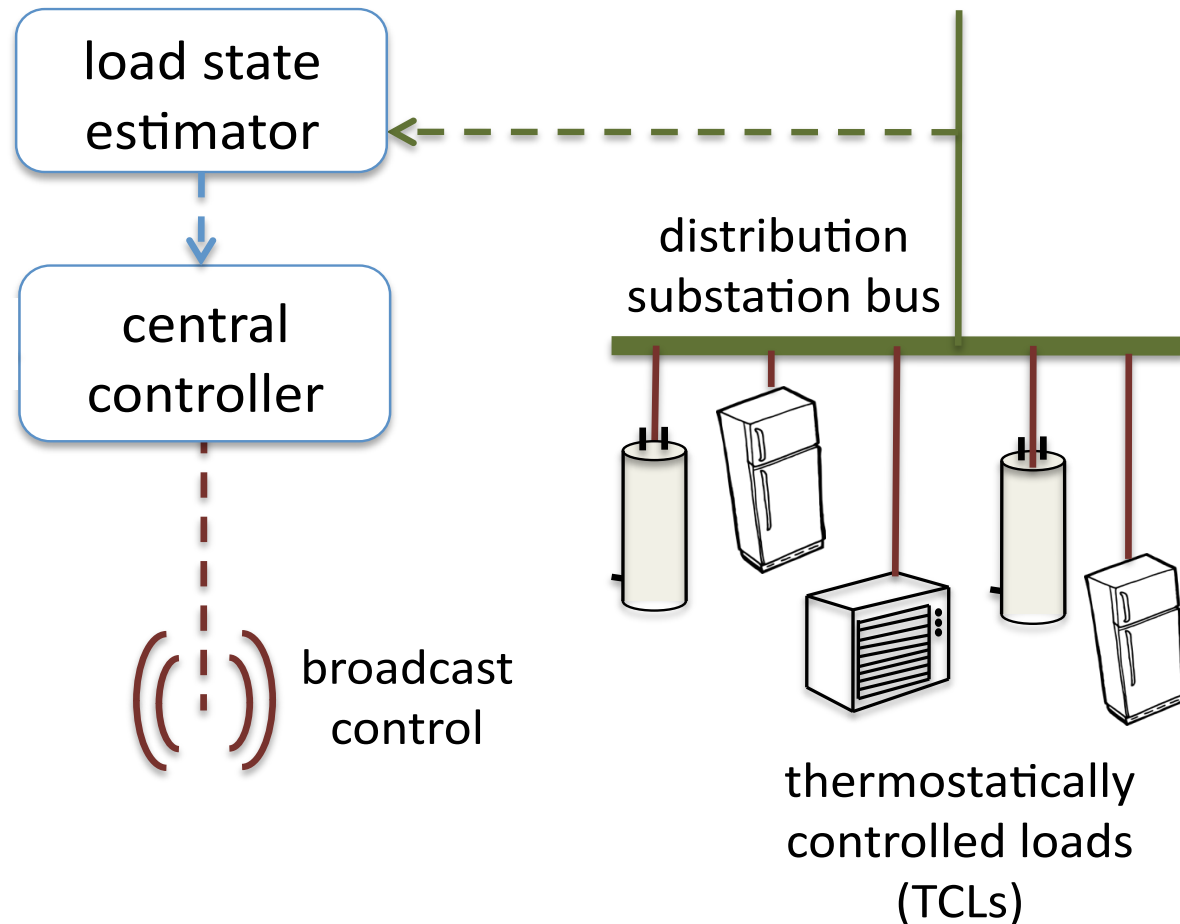 load state
estimator
distribution
substation bus
central
controller
broadcast
control
thermostatically
controlled loads
(TCLs)